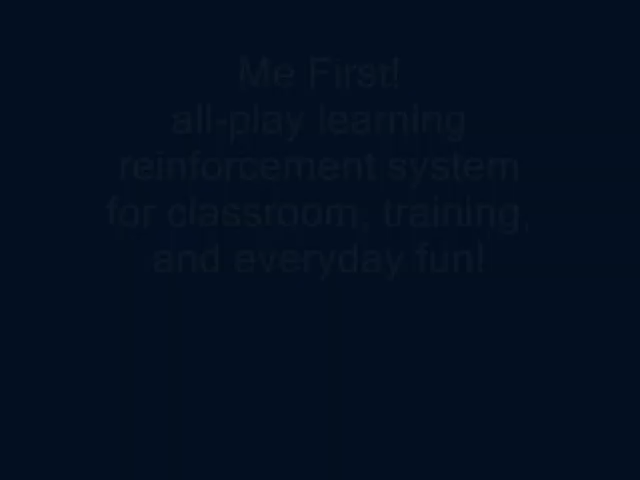 Me First!
all-play learning
reinforcement system
for classroom, training,
and everyday fun!